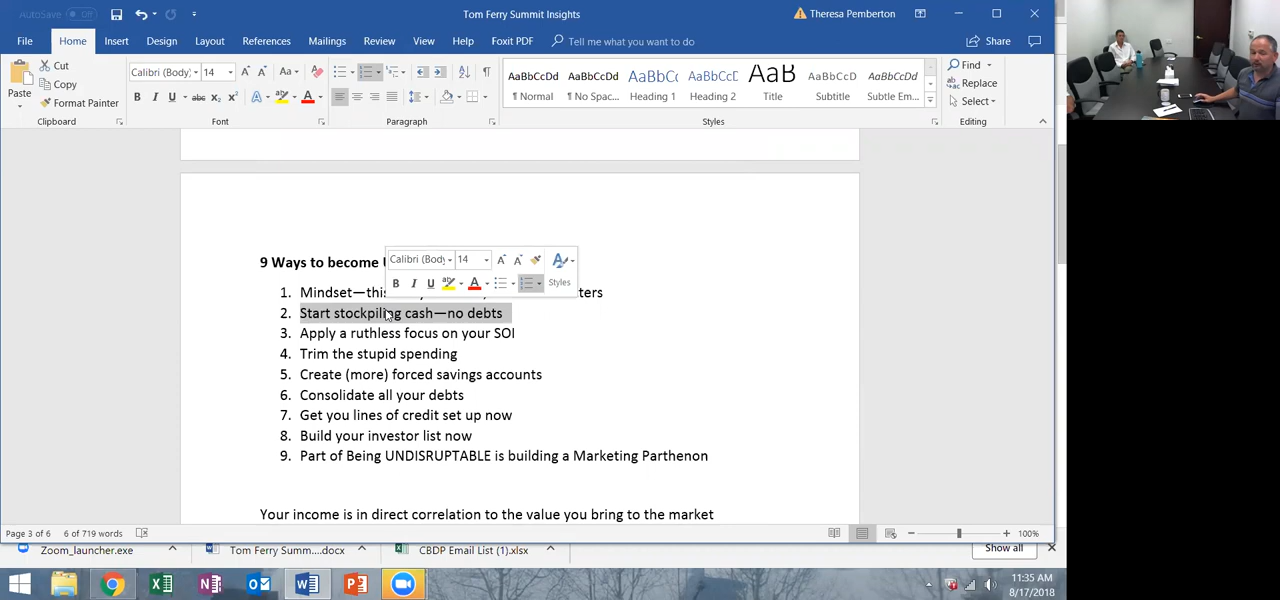 AutoSave Off
Tom Ferry Summit Insights
Theresa Pemberton
File Home Insert Design Layout References Mailings Review View Help Foxit PDF Tell me what you want to do Share
Paste
Cut
Copy
Format Painter
Calibri (Body) 14
AaBbCcDd
¶ Normal
AaBbCcDd
¶ No Spac...
AaBbCc
Heading 1
AaBbCcD
Heading 2
AaB
Title
AaBbCcD
Subtitle
AaBbCcDd
Subtle Em...
Find
Replace
Select
Clipboard Font Paragraph Styles Editing
9 Ways to become
Calibri (Body 14
Styles
1. Mindset—this
ters
2. Start stockpiling cash—no debts
3. Apply a ruthless focus on your SOI
4. Trim the stupid spending
5. Create (more) forced savings accounts
6. Consolidate all your debts
7. Get you lines of credit set up now
8. Build your investor list now
9. Part of Being UNDISRUPTABLE is building a Marketing Parthenon
Your income is in direct correlation to the value you bring to the market
Page 3 of 6 6 of 719 words 100%
Zoom_launcher.exe Tom Ferry Summ....docx CBDP Email List (1).xlsx Show all
11:35 AM
8/17/2018